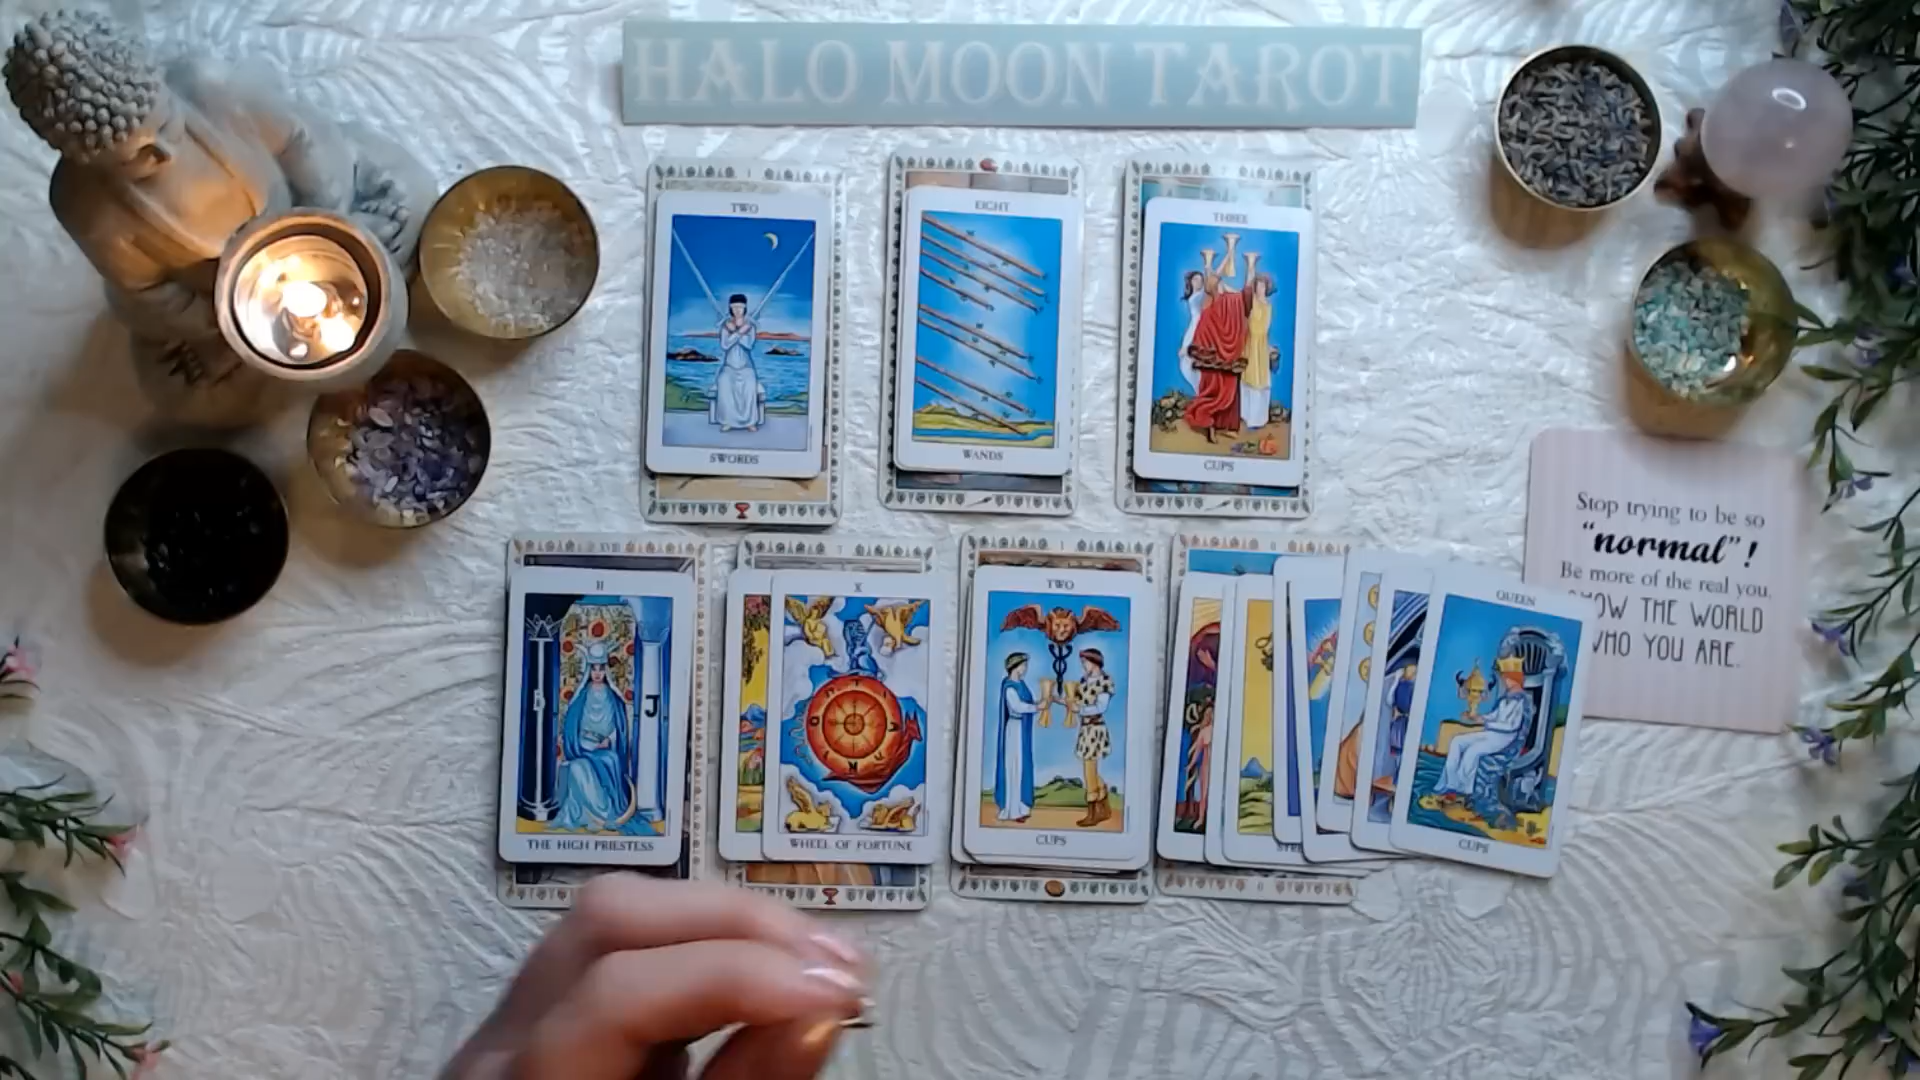 HALO MOON TAROT
TWO
SWORDS
EIGHT
WANDS
THREE
CUPS
Stop trying to be so
“normal”!
Be more of the real you.
THE WORLD
WHO YOU ARE.
II
B
J
THE HIGH PRIESTESS
X
WHEEL OF FORTUNE
TWO
CUPS
QUEEN
CUPS